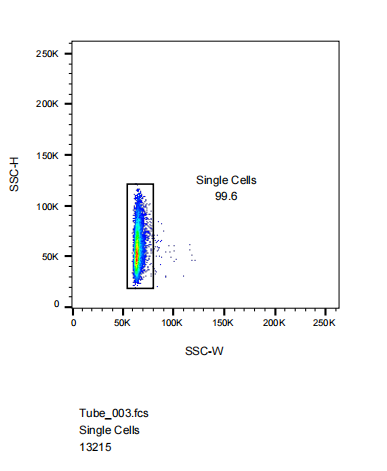 250K
200K
150K
100K
50K
0
SSC-H
Single Cells
99.6
0
50K
100K
150K
200K
250K
SSC-W
Tube_003.fcs
Single Cells
13215